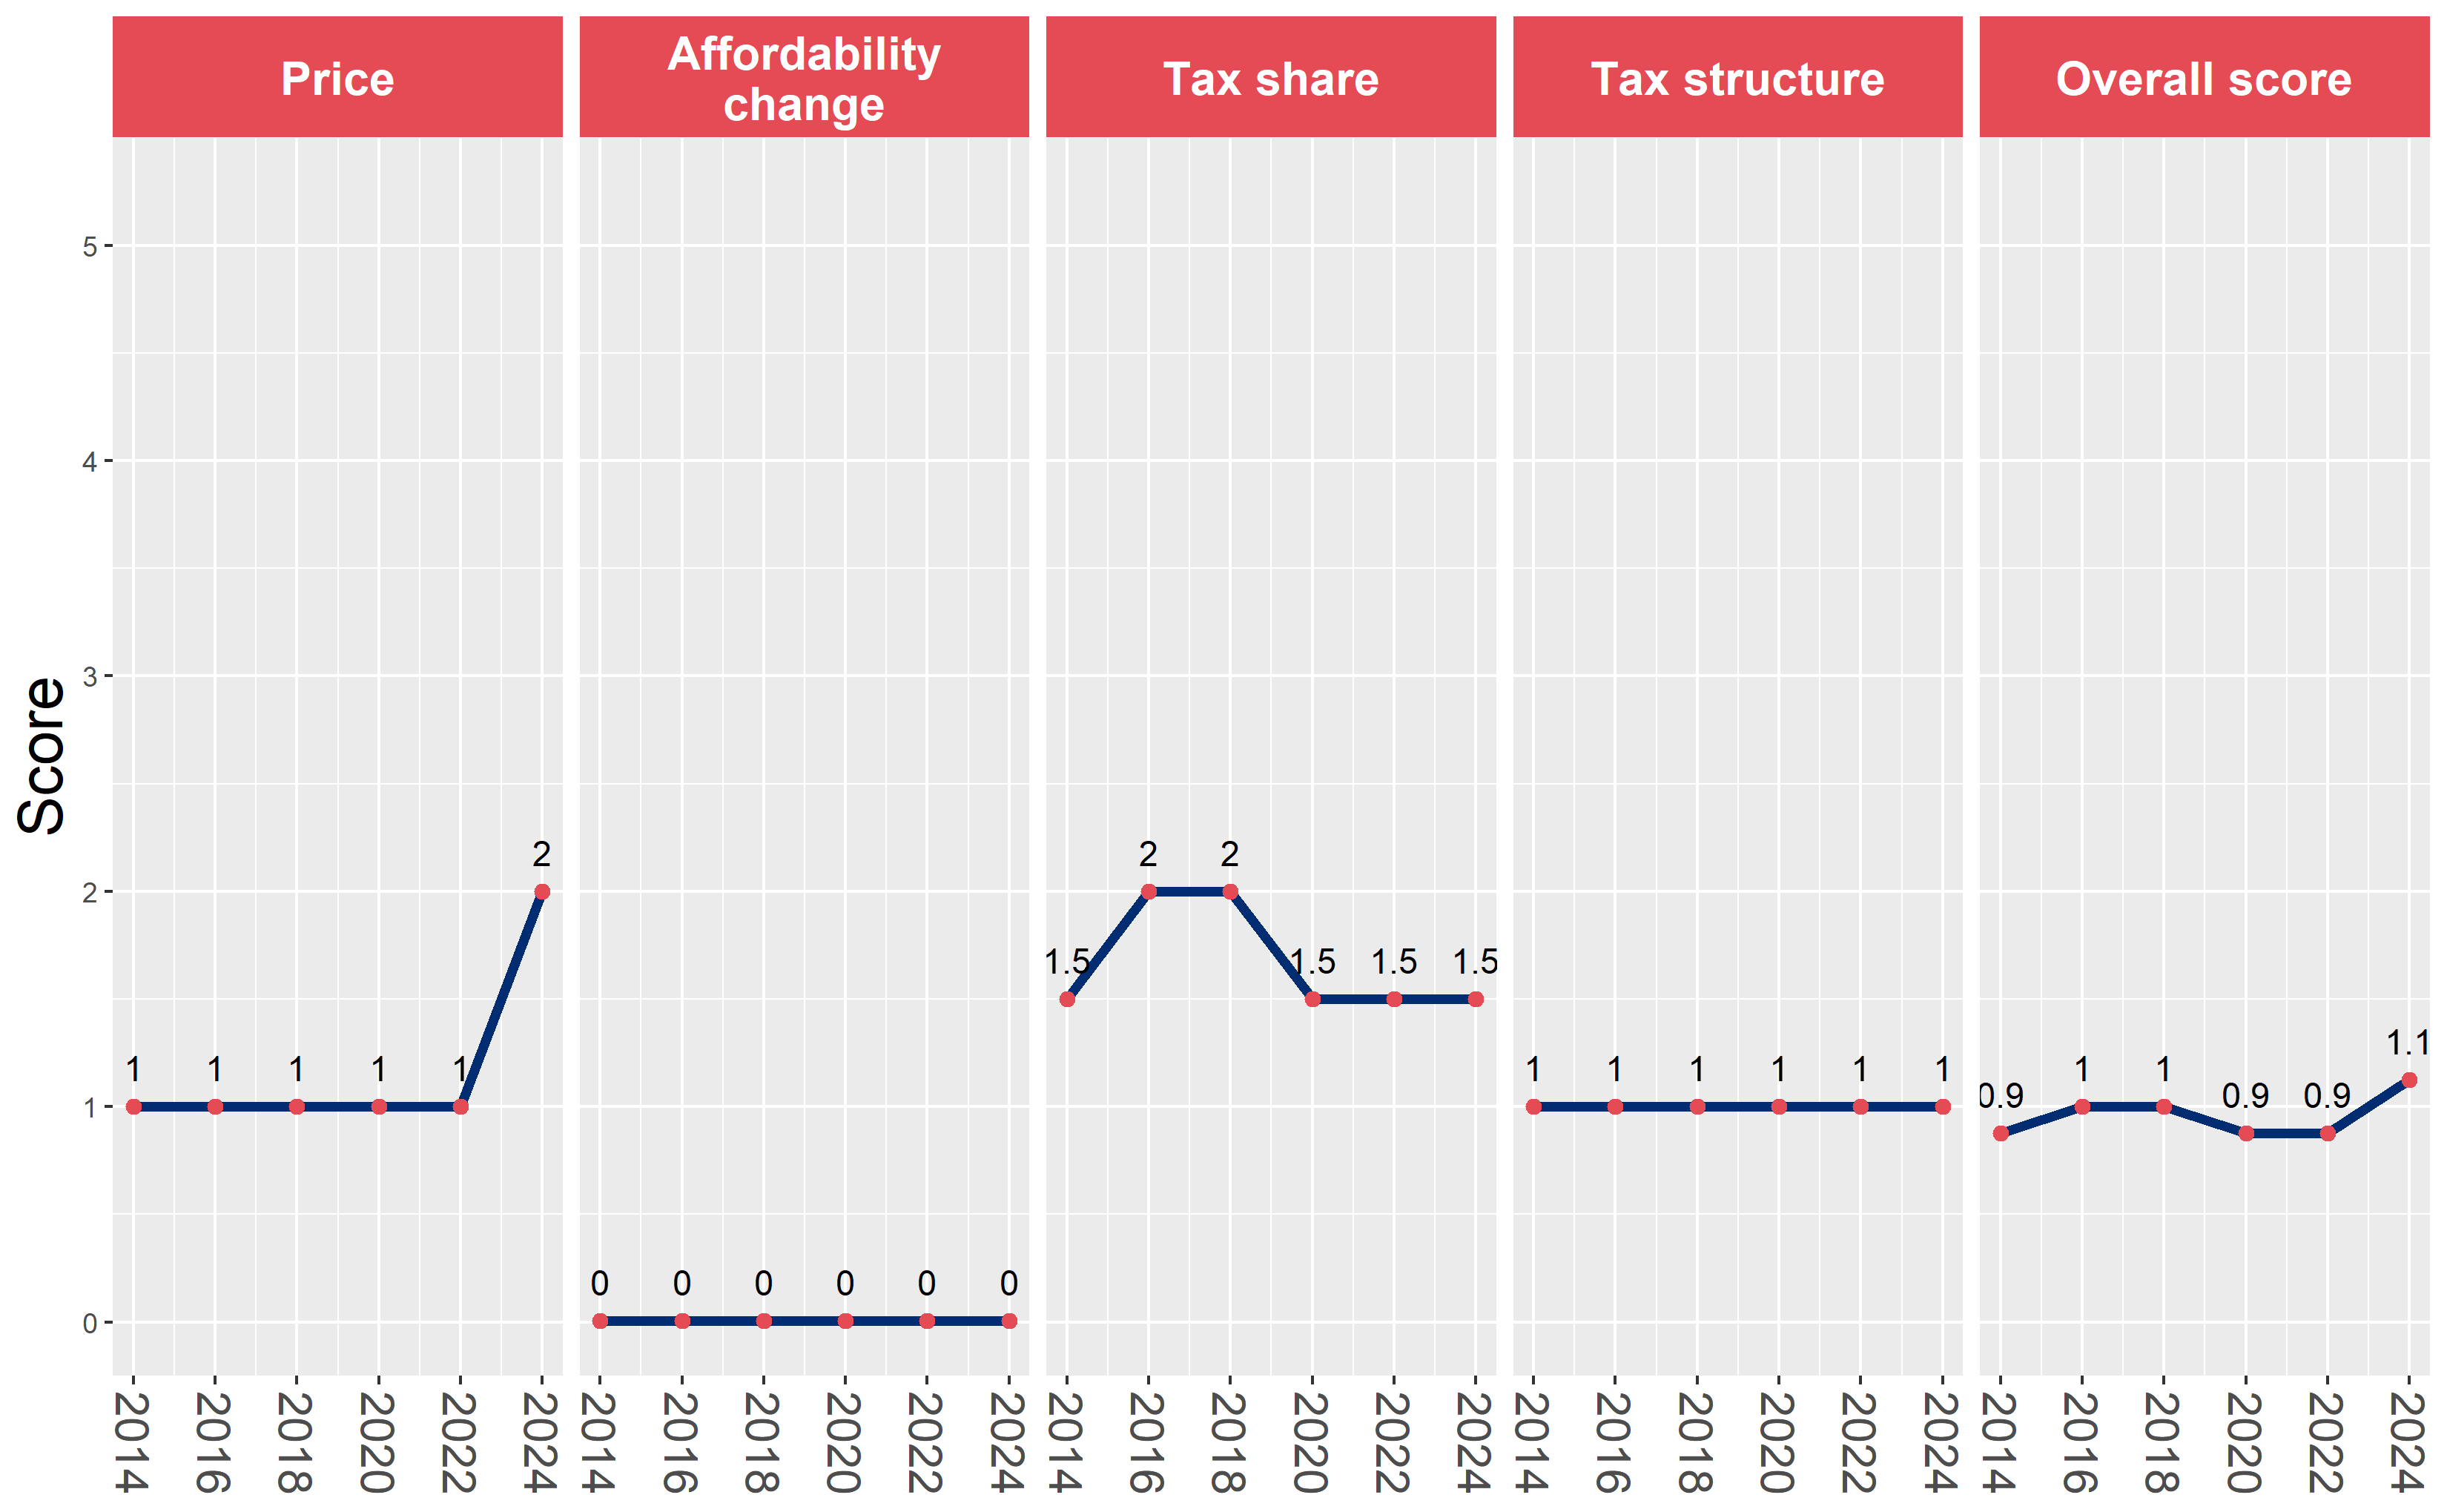 Price
Affordability
change
Tax share
Tax structure
Overall score
Score
5
4
3
2
1
0
1 1 1 1 1 2
0 0 0 0 0 0
1.5 2 2 1.5 1.5 1.5
1 1 1 1 1 1
0.9 1 1 0.9 0.9 1.1
2014 2016 2018 2020 2022 2024
2014 2016 2018 2020 2022 2024
2014 2016 2018 2020 2022 2024
2014 2016 2018 2020 2022 2024
2014 2016 2018 2020 2022 2024